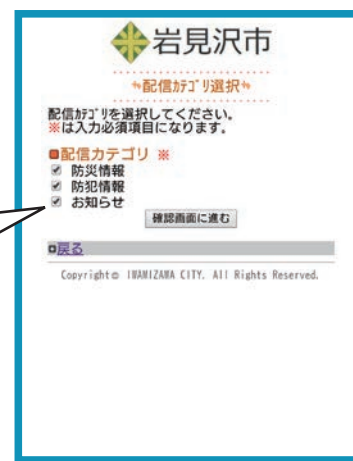 岩見沢市
配信ｶﾃｺﾞﾘ選択
配信ｶﾃｺﾞﾘを選択してください。
※は入力必須項目になります。
配信カテゴリ ※
防災情報
防犯情報
お知らせ
確認画面に進む
戻る
Copyright© IWAMIZAWA CITY. All Rights Reserved.